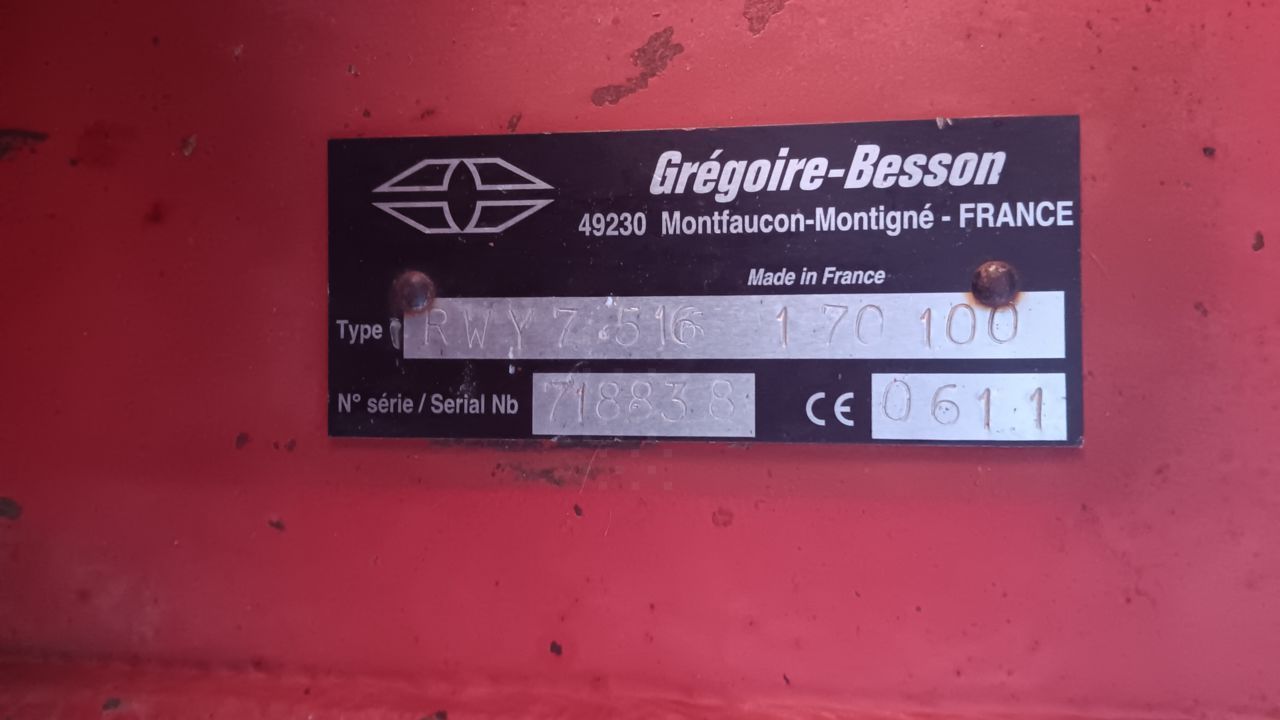 Grégoire-Besson
49230 Montfaucon-Montigné - FRANCE
Made in France
Type RWY7 516 170 100
N° série / Serial Nb 718838 CE 0611